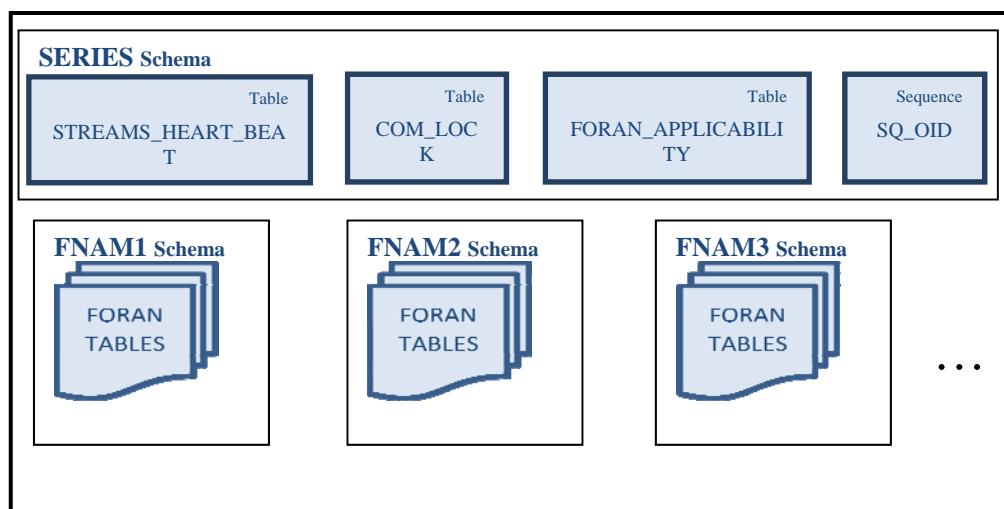 SERIES Schema
Table
STREAMS_HEART_BEA
T
Table
COM_LOC
K
Table
FORAN_APPLICABILI
TY
Sequence
SQ_OID
FNAM1 Schema
FORAN
TABLES
FNAM2 Schema
FORAN
TABLES
FNAM3 Schema
FORAN
TABLES
...